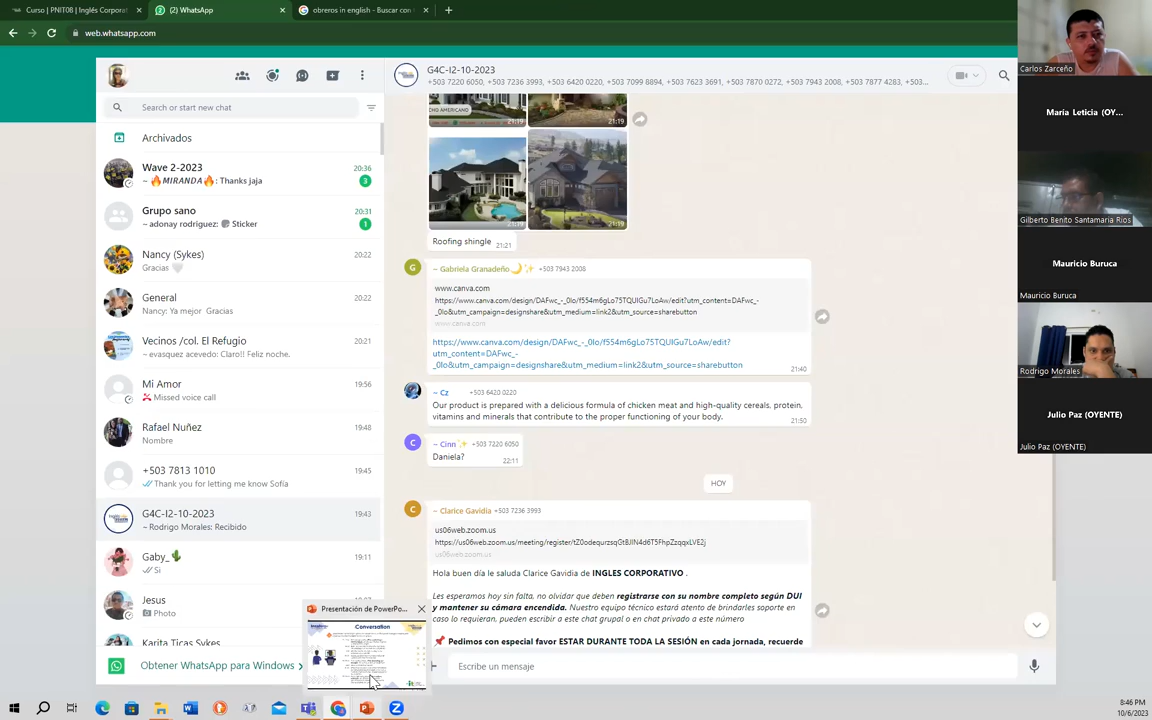 Curso | PNIT08 | Inglés Corporat
(2) WhatsApp
obreros in english - Buscar con
web.whatsapp.com
Search or start new chat
Archivados
Wave 2-2023
20:36
~ 🔥MIRANDA🔥: Thanks jaja
3
Grupo sano
20:31
~ adonay rodriguez: Sticker
1
Nancy (Sykes)
20:22
Gracias 🤍
General
20:22
Nancy: Ya mejor Gracias
Vecinos /col. El Refugio
20:21
~ evasquez acevedo: Claro!! Feliz noche.
Mi Amor
19:56
Missed voice call
Rafael Nuñez
19:48
Nombre
+503 7813 1010
19:45
Thank you for letting me know Sofia
G4C-I2-10-2023
19:43
~ Rodrigo Morales: Recibido
Gaby_🌵
19:11
Si
Jesus
Photo
Karita Ticas Sykes
Obtener WhatsApp para Windows
Presentación de PowerPo...
Conversation
G4C-I2-10-2023
+503 7220 6050, +503 7236 3993, +503 6420 0220, +503 7099 8894, +503 7623 3691, +503 7870 0272, +503 7943 2008, +503 7877 4283, +503...
CHO AMERICANO
21:19
21:19
21:19
21:19
Roofing shingle
21:21
~ Gabriela Granadeño🌙✨ +503 7943 2008
www.canva.com
https://www.canva.com/design/DAFwc_-_0lo/f554m6gLo75TQUIGu7LoAw/edit?utm_content=DAFwc_-
_0lo&utm_campaign=designshare&utm_medium=link2&utm_source=sharebutton
www.canva.com
https://www.canva.com/design/DAFwc_-_0lo/f554m6gLo75TQUIGu7LoAw/edit?
utm_content=DAFwc_-
_0lo&utm_campaign=designshare&utm_medium=link2&utm_source=sharebutton
21:40
~ Cz +503 6420 0220
Our product is prepared with a delicious formula of chicken meat and high-quality cereals, protein,
vitamins and minerals that contribute to the proper functioning of your body.
21:50
~ Cinn✨ +503 7220 6050
Daniela?
22:11
HOY
~ Clarice Gavidia +503 7236 3993
us06web.zoom.us
https://us06web.zoom.us/meeting/register/tZ0odequrzsqGtBJlN4d6T5FhpZzqqxLVE2j
us06web.zoom.us
Hola buen día le saluda Clarice Gavidia de INGLES CORPORATIVO .
Les esperamos hoy sin falta, no olvidar que deben registrarse con su nombre completo según DUI
y mantener su cámara encendida. Nuestro equipo técnico estará atento de brindarles soporte en
caso lo requieran, pueden escribir a este chat grupal o en chat privado a este número
📌 Pedimos con especial favor ESTAR DURANTE TODA LA SESIÓN en cada jornada, recuerde
Escribe un mensaje
Carlos Zarceño
María Leticia (OY...
Gilberto Benito Santamaria Rios
Mauricio Buruca
Mauricio Buruca
Rodrigo Morales
Julio Paz (OYENTE)
Julio Paz (OYENTE)
8:46 PM
10/6/2023